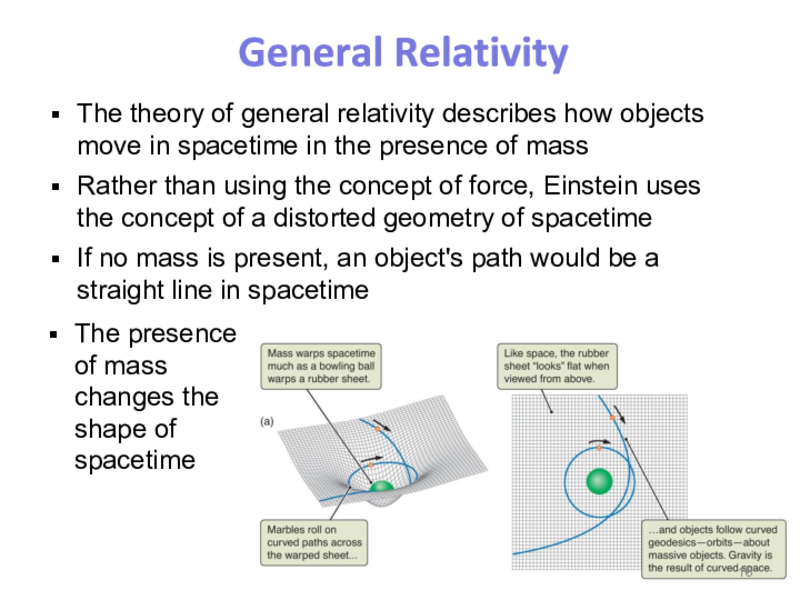 General Relativity
▪ The theory of general relativity describes how objects
move in spacetime in the presence of mass
▪ Rather than using the concept of force, Einstein uses
the concept of a distorted geometry of spacetime
▪ If no mass is present, an object's path would be a
straight line in spacetime
▪ The presence
of mass
changes the
shape of
spacetime
Mass warps spacetime
much as a bowling ball
warps a rubber sheet.
(a)
Marbles roll on
curved paths across
the warped sheet...
Like space, the rubber
sheet “looks” flat when
viewed from above.
…and objects follow curved
geodesics—orbits—about
massive objects. Gravity is
the result of curved space.